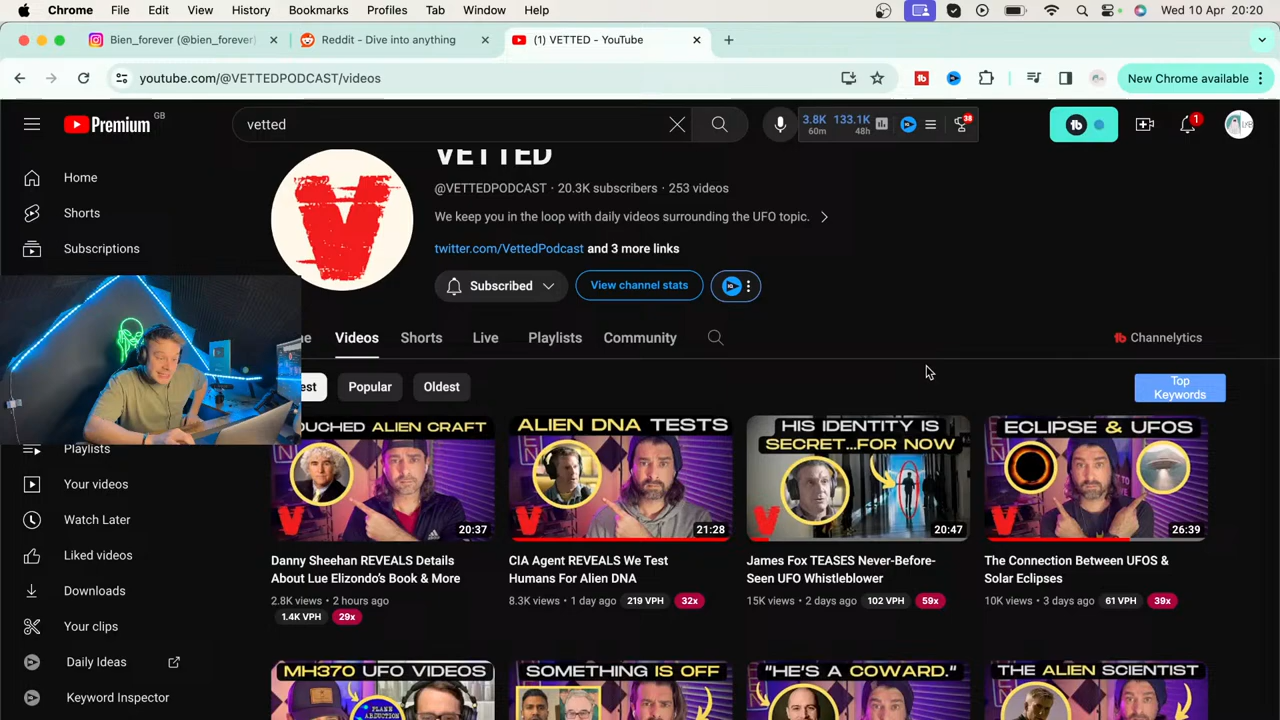 Chrome File Edit View History Bookmarks Profiles Tab Window Help Wed 10 Apr 20:20
Bien_forever (@bien_forever) Reddit - Dive into anything (1) VETTED - YouTube
youtube.com/@VETTEDPODCAST/videos New Chrome available
Premium GB vetted 3.8K 60m 133.1K 48h 38 1
VETTED
@VETTEDPODCAST · 20.3K subscribers · 253 videos
We keep you in the loop with daily videos surrounding the UFO topic.
twitter.com/VettedPodcast and 3 more links
Subscribed View channel stats
Home
Shorts
Subscriptions
Videos Shorts Live Playlists Community Channelytics
Popular Oldest Top
Keywords
Playlists
Your videos
Watch Later
Liked videos
Downloads
Your clips
Daily Ideas
Keyword Inspector
ALIEN CRAFT
20:37
Danny Sheehan REVEALS Details
About Lue Elizondo's Book & More
2.8K views • 2 hours ago
1.4K VPH 29x
ALIEN DNA TESTS
21:28
CIA Agent REVEALS We Test
Humans For Alien DNA
8.3K views • 1 day ago 219 VPH 32x
HIS IDENTITY IS
SECRET...FOR NOW
20:47
James Fox TEASES Never-Before-
Seen UFO Whistleblower
15K views • 2 days ago 102 VPH 59x
ECLIPSE & UFOS
26:39
The Connection Between UFOS &
Solar Eclipses
10K views • 3 days ago 61 VPH 39x
MH370 UFO VIDEOS
PLANE
ABDUCTION
SOMETHING IS OFF
"HE'S A COWARD."
THE ALIEN SCIENTIST